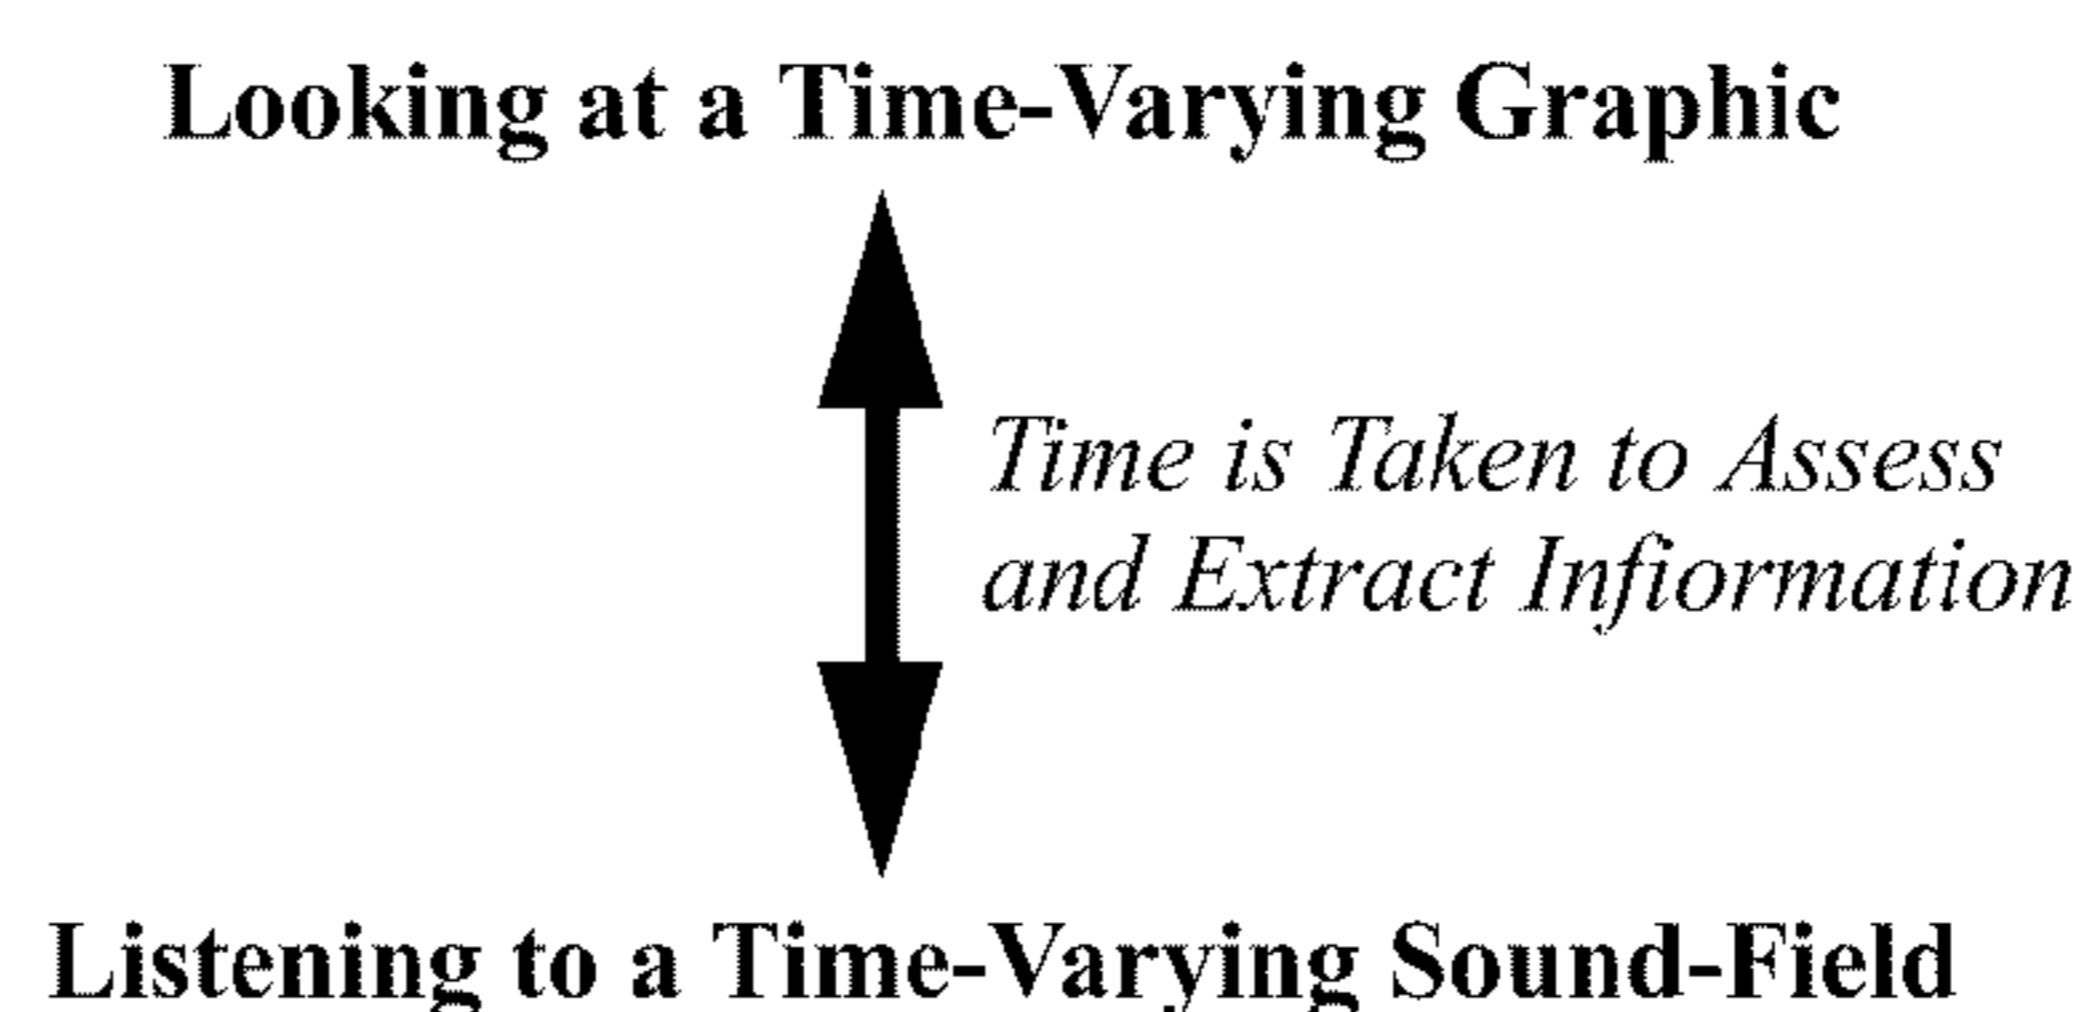 Looking at a Time-Varying Graphic
Time is Taken to Assess
and Extract Infiormation
Listening to a Time-Varying Sound-Field